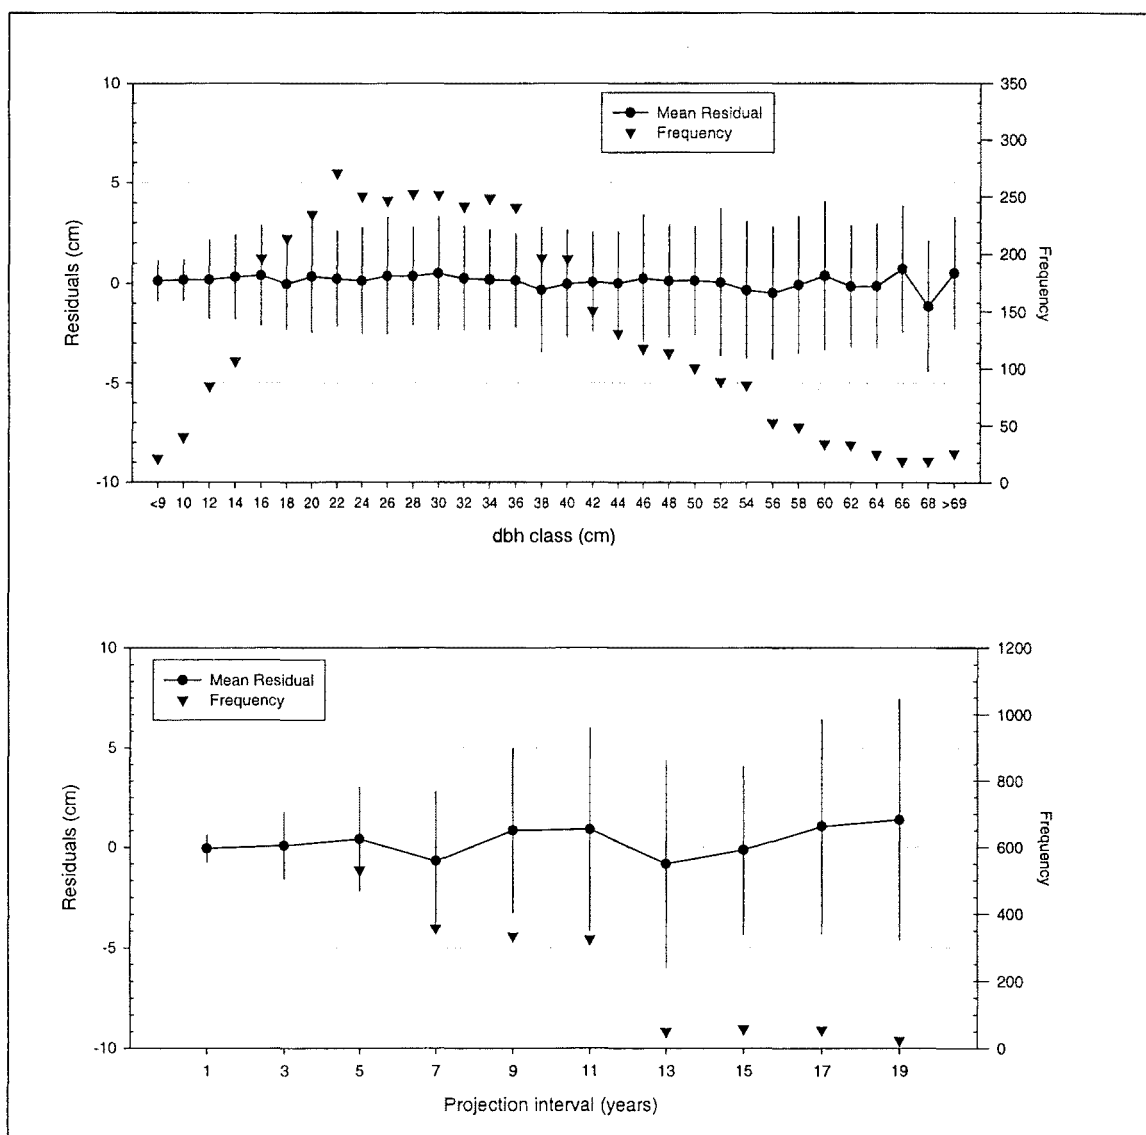 10
5
0
-5
-10
Residuals (cm)
Mean Residual
Frequency
350
300
250
200
150
100
50
0
Frequency
<9 10 12 14 16 18 20 22 24 26 28 30 32 34 36 38 40 42 44 46 48 50 52 54 56 58 60 62 64 66 68 >69
dbh class (cm)
10
5
0
-5
-10
Residuals (cm)
Mean Residual
Frequency
1200
1000
800
600
400
200
0
Frequency
1 3 5 7 9 11 13 15 17 19
Projection interval (years)